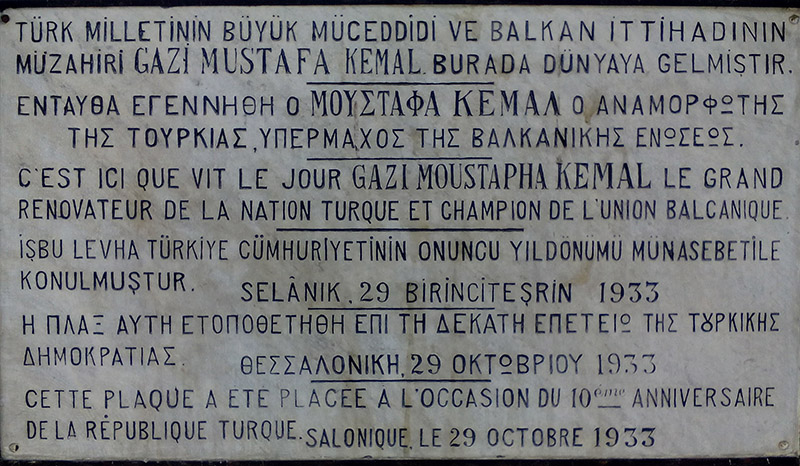 TÜRK MİLLETİNİN BÜYÜK MÜCEDDİDİ VE BALKAN İTTİHADININ
MÜZAHİRİ GAZİ MUSTAFA KEMAL BURADA DÜNYAYA GELMİŞTIR.
ΕΝΤΑΥΘΑ ΕΓΕΝΝΗΘΗ Ο ΜΟΥΣΤΑΦΑ ΚΕΜΑΛ Ο ΑΝΑΜΟΡΦΩΤΗΣ
ΤΗΣ ΤΟΥΡΚΙΑΣ, ΥΠΕΡΜΑΧΟΣ ΤΗΣ ΒΑΛΚΑΝΙΚΗΣ ΕΝΩΣΕΩΣ.
C'EST ICI QUE VIT LE JOUR GAZI MOUSTAPHA KEMAL LE GRAND
RENOVATEUR DE LA NATION TURQUE ET CHAMPION DE L'UNION BALCANIQUE.
İŞBU LEVHA TÜRKİYE CÜMHURİYETİNİN ONUNCU YILDÖNÜMÜ MÜNASEBETİLE
KONULMUŞTUR. SELÂNIK, 29 BİRİNCİTEŞRİN 1933
Η ΠΛΑΞ ΑΥΤΗ ΕΤΟΠΟΘΕΤΗΘΗ ΕΠΙ ΤΗ ΔΕΚΑΤΗ ΕΠΕΤΕΙΩ ΤΗΣ ΤȢΡΚΙΚΗΣ
ΔΗΜΟΚΡΑΤΙΑΣ. ΘΕΣΣΑΛΟΝΙΚΗ, 29 ΟΚΤΩΒΡΙΟΥ 1933
CETTE PLAQUE A ETE PLACÉE A L'OCCASION DU 10ème ANNIVERSAIRE
DE LA RÉPUBLIQUE TURQUE. SALONIQUE, LE 29 OCTOBRE 1933